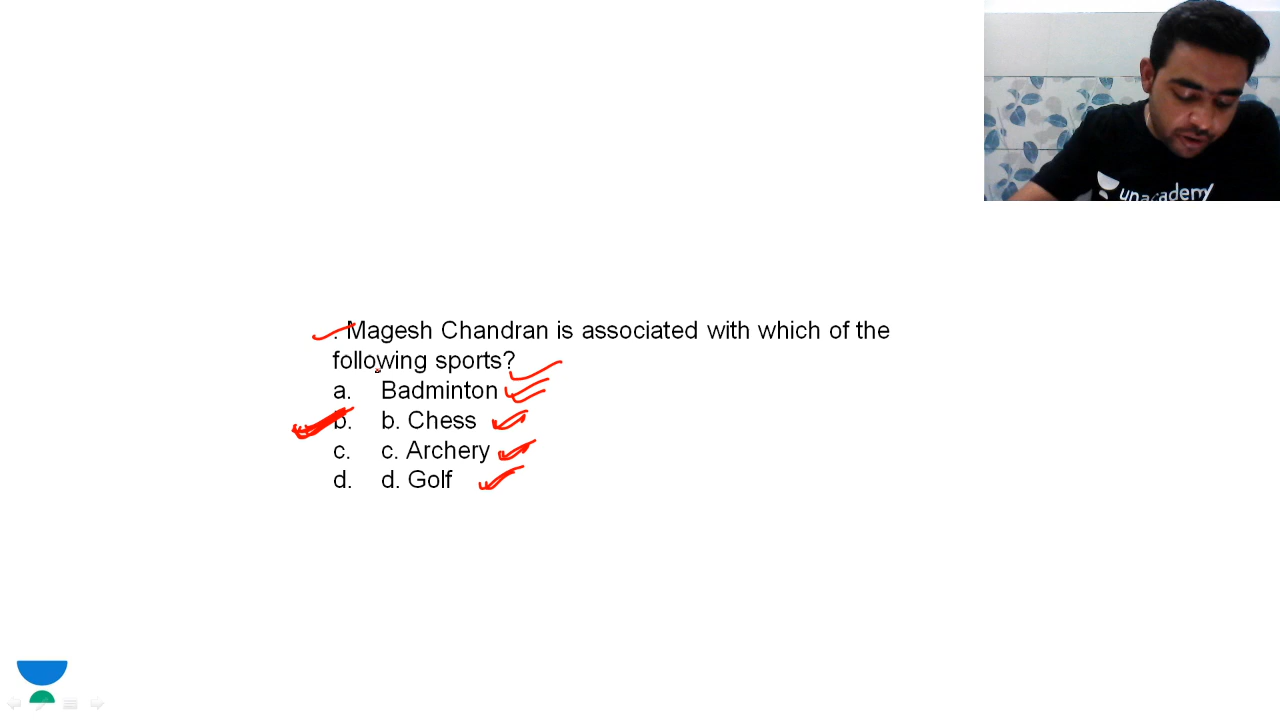 unacademy
. Magesh Chandran is associated with which of the
following sports?
a. Badminton
b. b. Chess
c. c. Archery
d. d. Golf